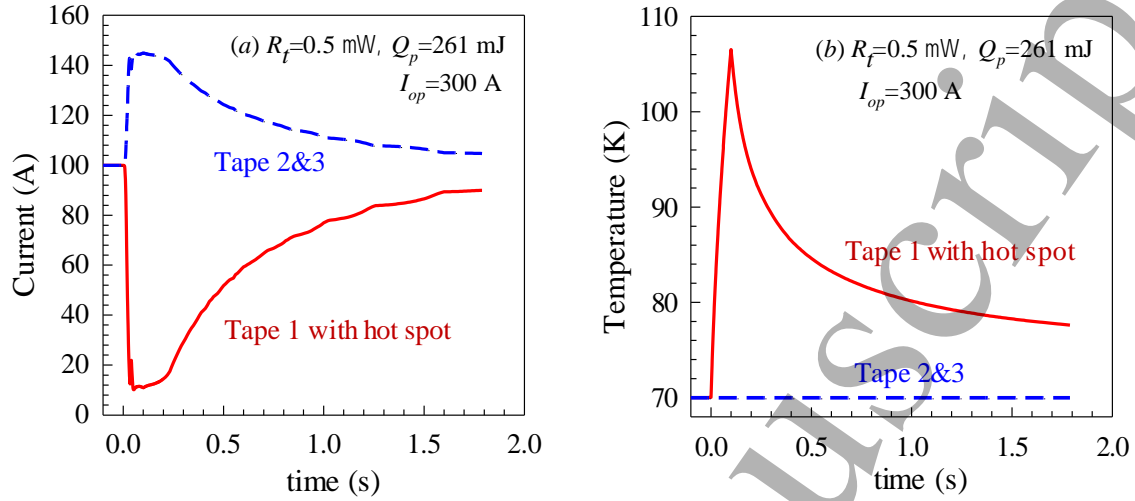 160
140
120
100
80
60
40
20
0
Current (A)
(a) Rt=0.5 mW, Qp=261 mJ
Iop=300 A
Tape 2&3
Tape 1 with hot spot
0.0 0.5 1.0 1.5 2.0
time (s)
110
100
90
80
70
Temperature (K)
(b) Rt=0.5 mW, Qp=261 mJ
Iop=300 A
Tape 1 with hot spot
Tape 2&3
0.0 0.5 1.0 1.5 2.0
time (s)
uscrip